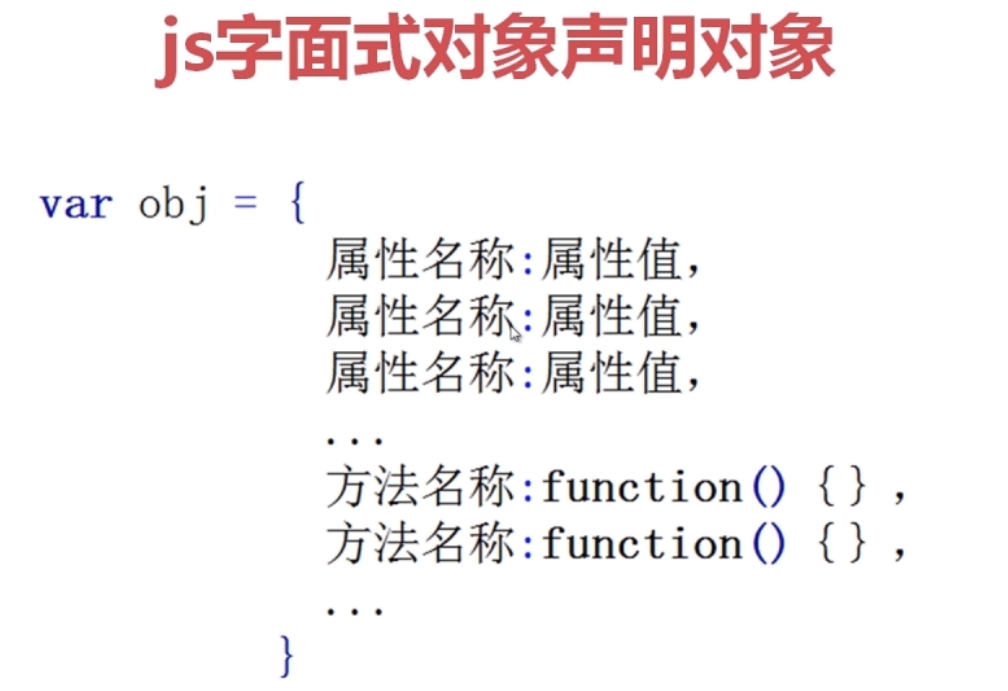 js字面式对象声明对象
var obj = {
属性名称:属性值,
属性名称:属性值,
属性名称:属性值,
...
方法名称:function() {} ,
方法名称:function() {} ,
...
}